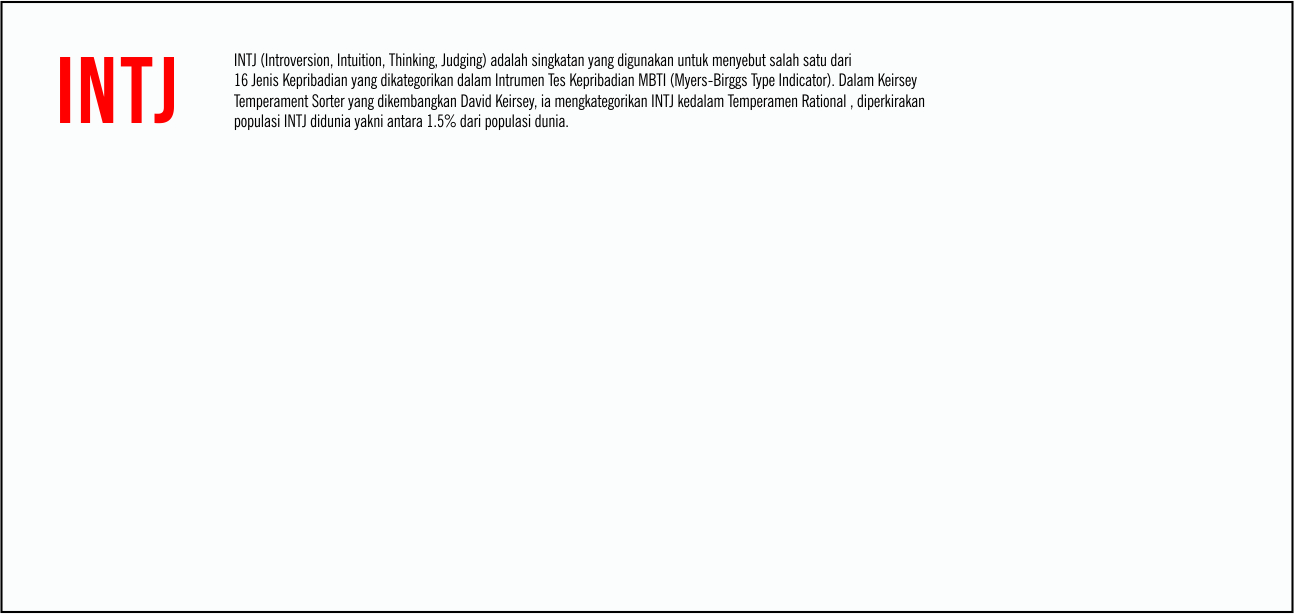 INTJ
INTJ (Introversion, Intuition, Thinking, Judging) adalah singkatan yang digunakan untuk menyebut salah satu dari
16 Jenis Kepribadian yang dikategorikan dalam Intrumen Tes Kepribadian MBTI (Myers-Birggs Type Indicator). Dalam Keirsey
Temperament Sorter yang dikembangkan David Keirsey, ia mengkategorikan INTJ kedalam Temperamen Rational , diperkirakan
populasi INTJ didunia yakni antara 1.5% dari populasi dunia.